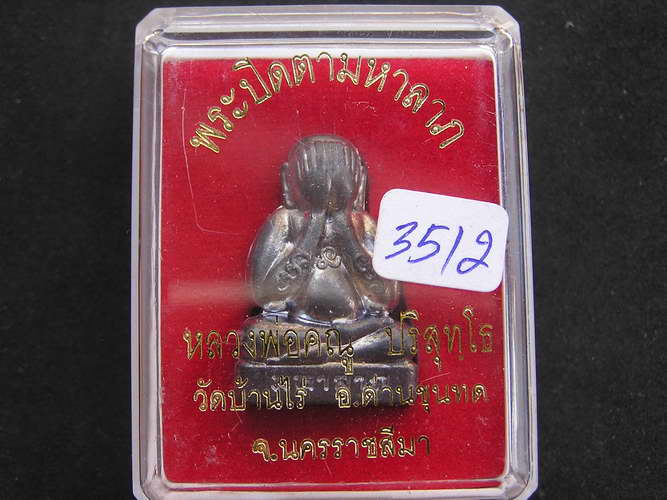 พระปิดตามหาลาภ
3512
หลวงพ่อคณู ปริสุทฺโธ
วัดบ้านไร่ อ.ด่านขุนทด
จ.นครราชสีมา